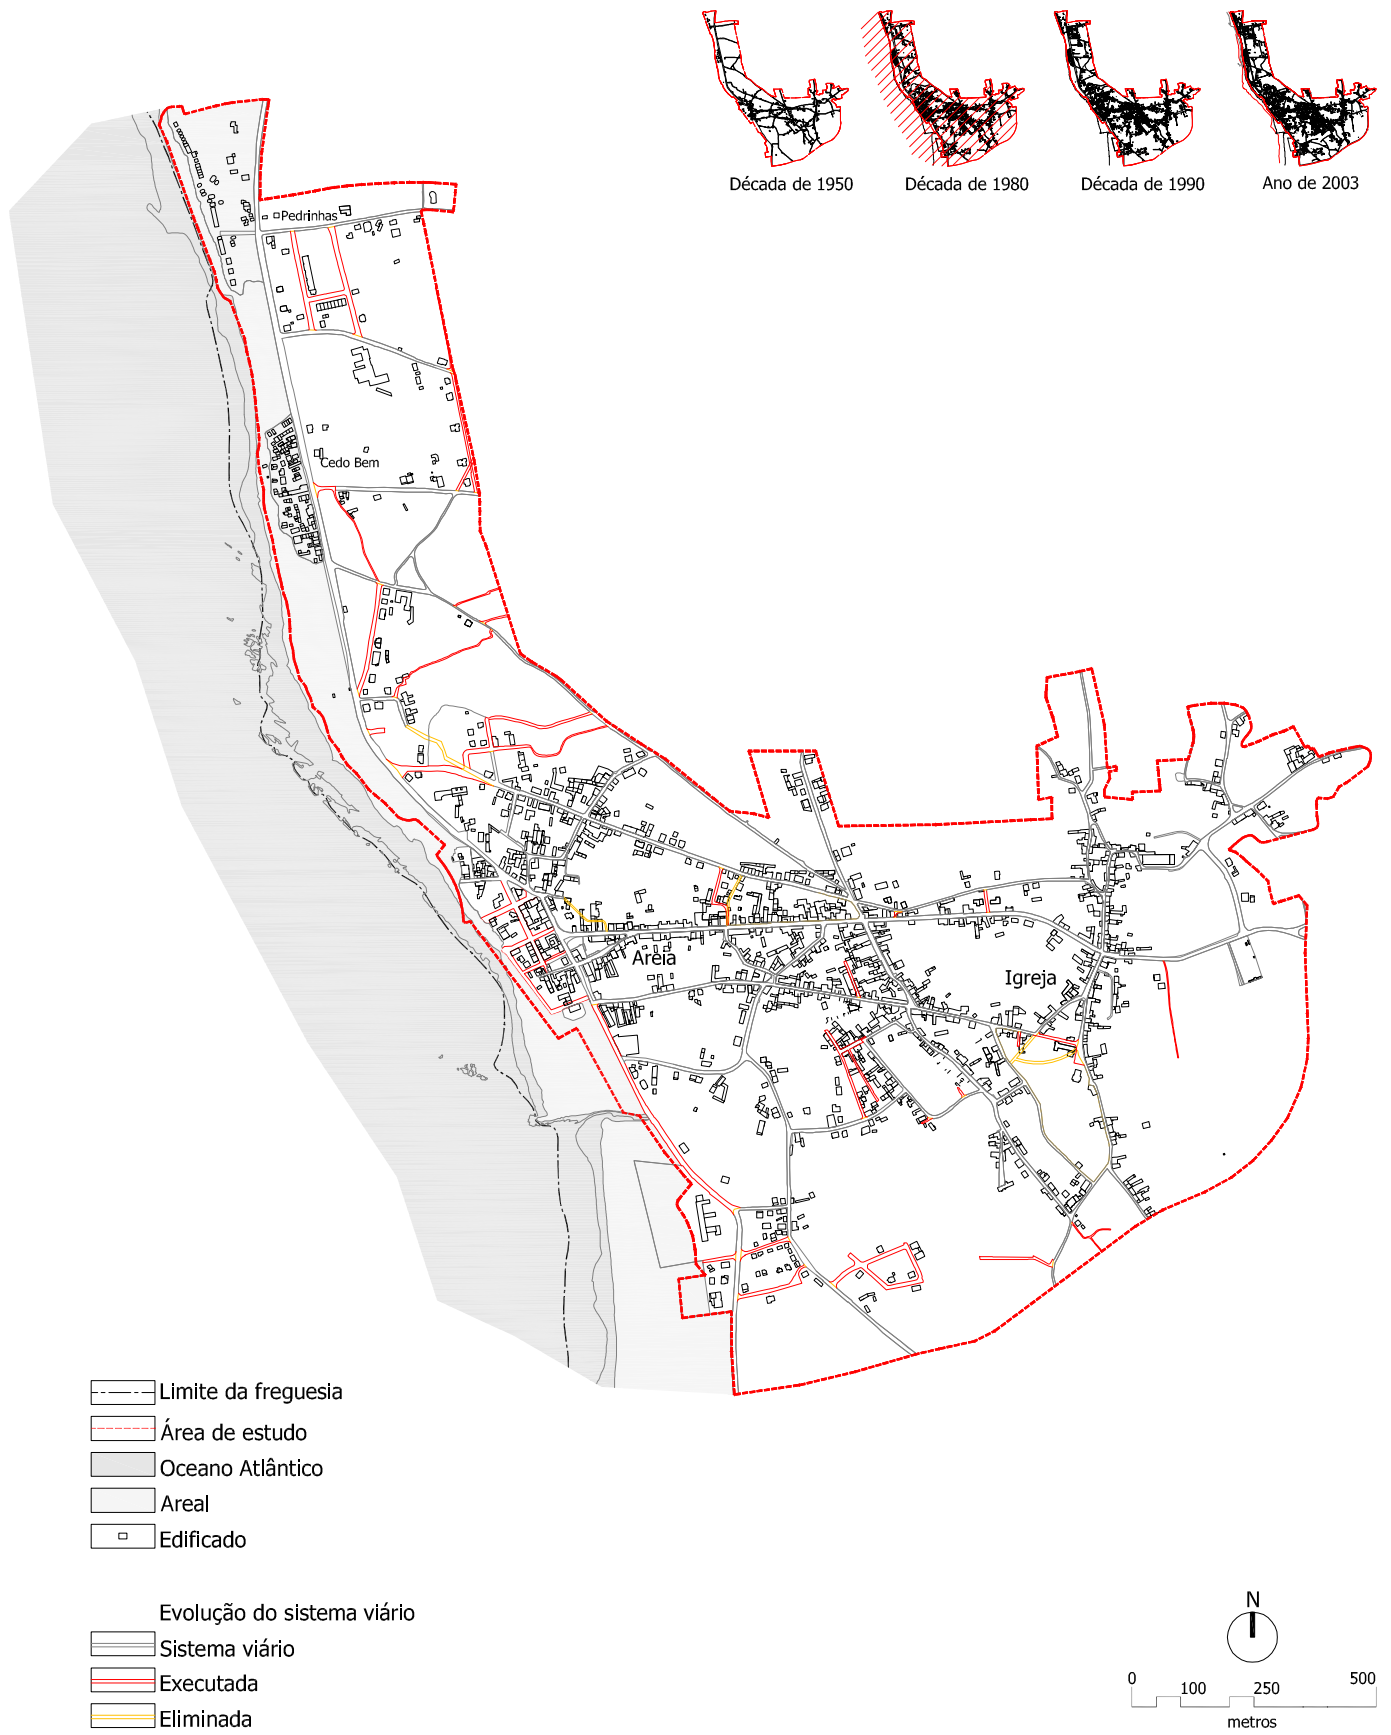 Década de 1950
Década de 1980
Década de 1990
Ano de 2003
Pedrinhas
Cedo Bem
Areia
Igreja
Limite da freguesia
Área de estudo
Oceano Atlântico
Areal
Edificado
Evolução do sistema viário
Sistema viário
Executada
Eliminada
N
0 100 250 500
metros